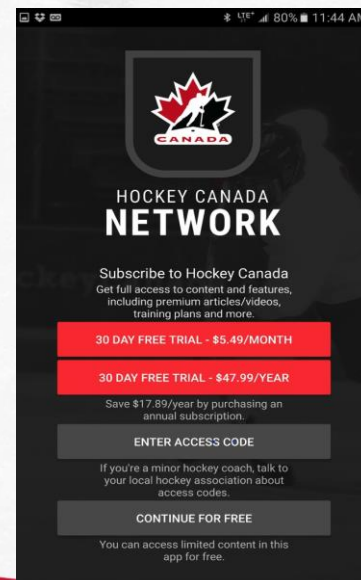 LTE+ 80% 11:44 AM
CANADA
HOCKEY CANADA
NETWORK
Subscribe to Hockey Canada
Get full access to content and features,
including premium articles/videos,
training plans and more.
30 DAY FREE TRIAL - $5.49/MONTH
30 DAY FREE TRIAL - $47.99/YEAR
Save $17.89/year by purchasing an
annual subscription.
ENTER ACCESS CODE
If you're a minor hockey coach, talk to
your local hockey association about
access codes.
CONTINUE FOR FREE
You can access limited content in this
app for free.